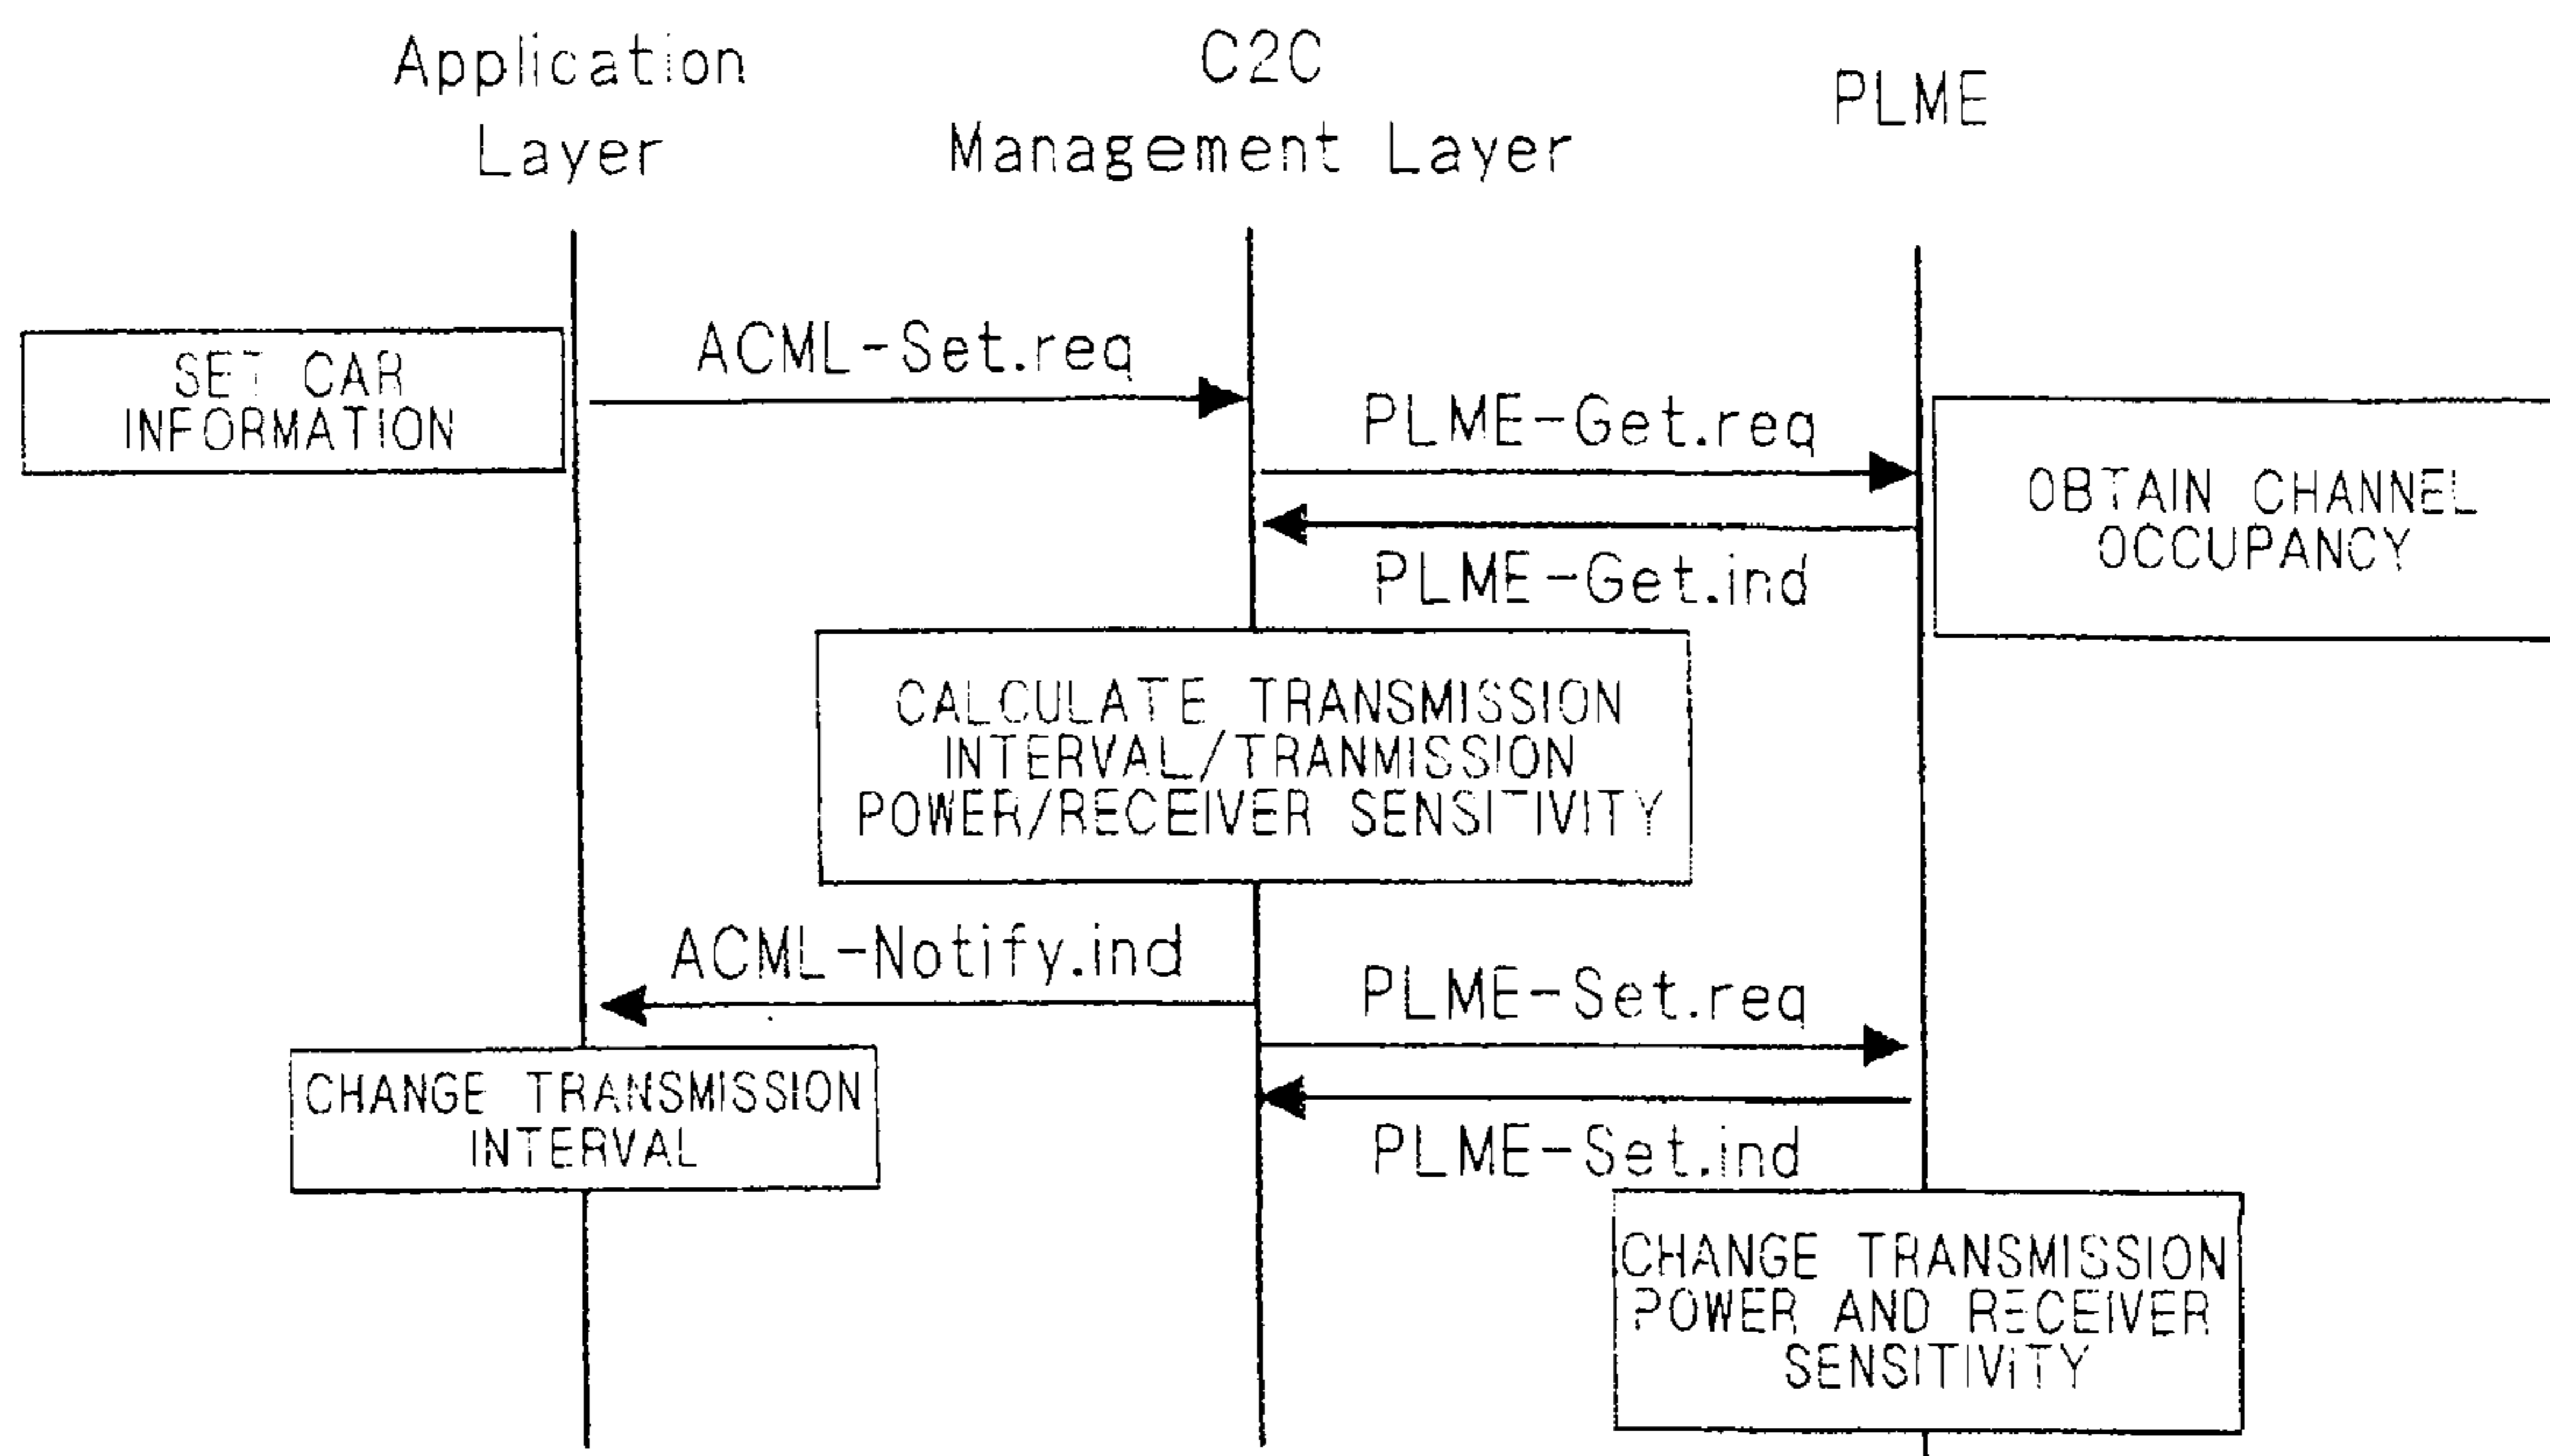 Application
Layer
C2C
Management Layer
PLME
SET CAR
INFORMATION
ACML-Set.req
PLME-Get.req
OBTAIN CHANNEL
OCCUPANCY
PLME-Get.ind
CALCULATE TRANSMISSION
INTERVAL/TRANMISSION
POWER/RECEIVER SENSITIVITY
ACML-Notify.ind
PLME-Set.req
CHANGE TRANSMISSION
INTERVAL
PLME-Set.ind
CHANGE TRANSMISSION
POWER AND RECEIVER
SENSITIVITY